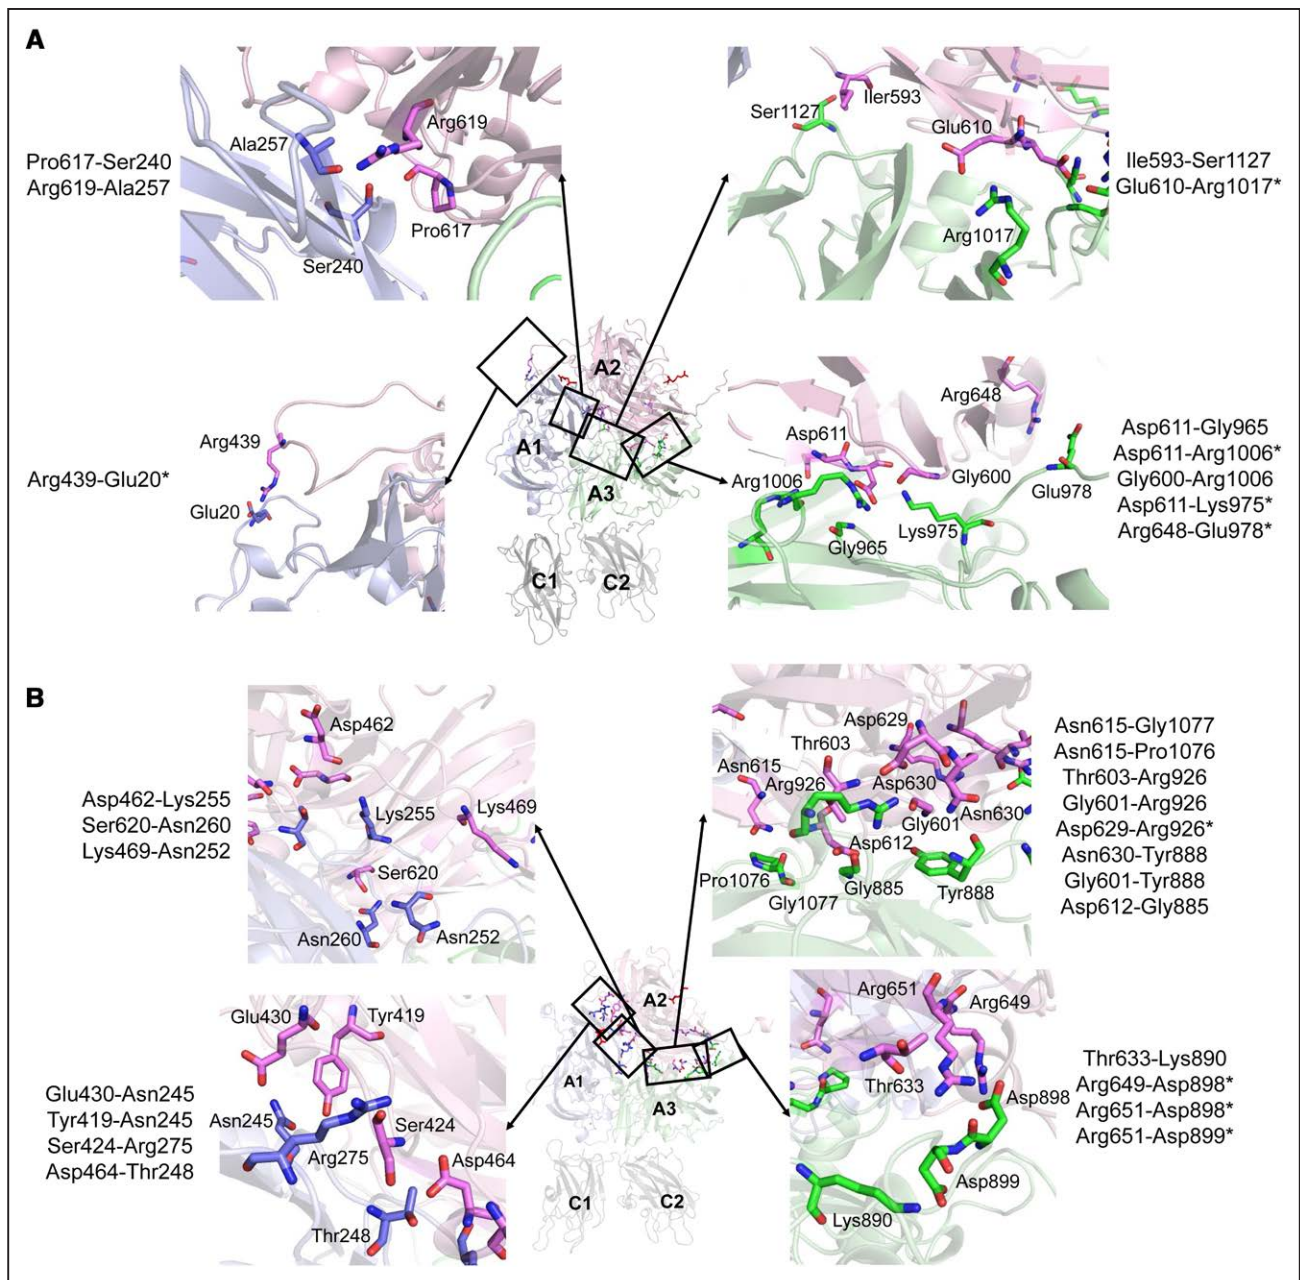 A
Pro617-Ser240
Arg619-Ala257
Ala257
Arg619
Ser240
Pro617
Ser1127
Iler593
Glu610
Arg1017
Ile593-Ser1127
Glu610-Arg1017*
Arg439-Glu20*
Arg439
Glu20
A2
A1
A3
C1
C2
Arg648
Asp611
Arg1006
Gly600
Glu978
Lys975
Gly965
Asp611-Gly965
Asp611-Arg1006*
Gly600-Arg1006
Asp611-Lys975*
Arg648-Glu978*
B
Asp462-Lys255
Ser620-Asn260
Lys469-Asn252
Asp462
Lys255
Lys469
Ser620
Asn260
Asn252
Asp629
Thr603
Asn615
Arg926
Asp630
Gly601
Asn630
Asp612
Pro1076
Gly885
Tyr888
Gly1077
Asn615-Gly1077
Asn615-Pro1076
Thr603-Arg926
Gly601-Arg926
Asp629-Arg926*
Asn630-Tyr888
Gly601-Tyr888
Asp612-Gly885
Glu430-Asn245
Tyr419-Asn245
Ser424-Arg275
Asp464-Thr248
Glu430
Tyr419
Asn245
Ser424
Arg275
Asp464
Thr248
A2
A1
A3
C1
C2
Arg651
Arg649
Thr633
Asp898
Asp899
Lys890
Thr633-Lys890
Arg649-Asp898*
Arg651-Asp898*
Arg651-Asp899*